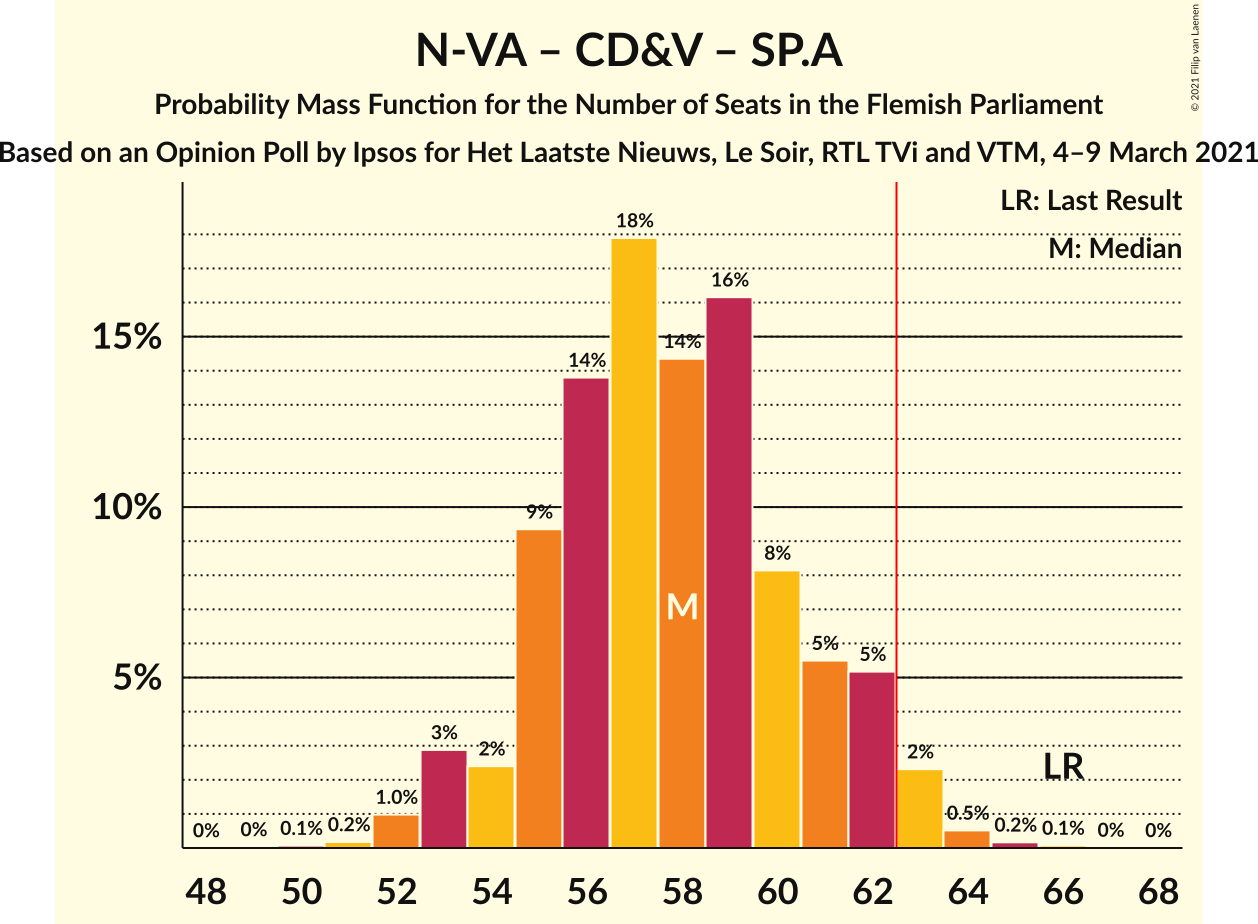 N-VA – CD&V – SP.A
Probability Mass Function for the Number of Seats in the Flemish Parliament
Based on an Opinion Poll by Ipsos for Het Laatste Nieuws, Le Soir, RTL TVi and VTM, 4–9 March 2021
© 2021 Filip van Laenen
LR: Last Result
M: Median
18%
16%
15%
14%
14%
10%
9%
8%
M
5%
5%
5%
3%
2%
2%
LR
1.0%
0.5%
0%
0%
0.1%
0.2%
0.2%
0.1%
0%
0%
48 50 52 54 56 58 60 62 64 66 68